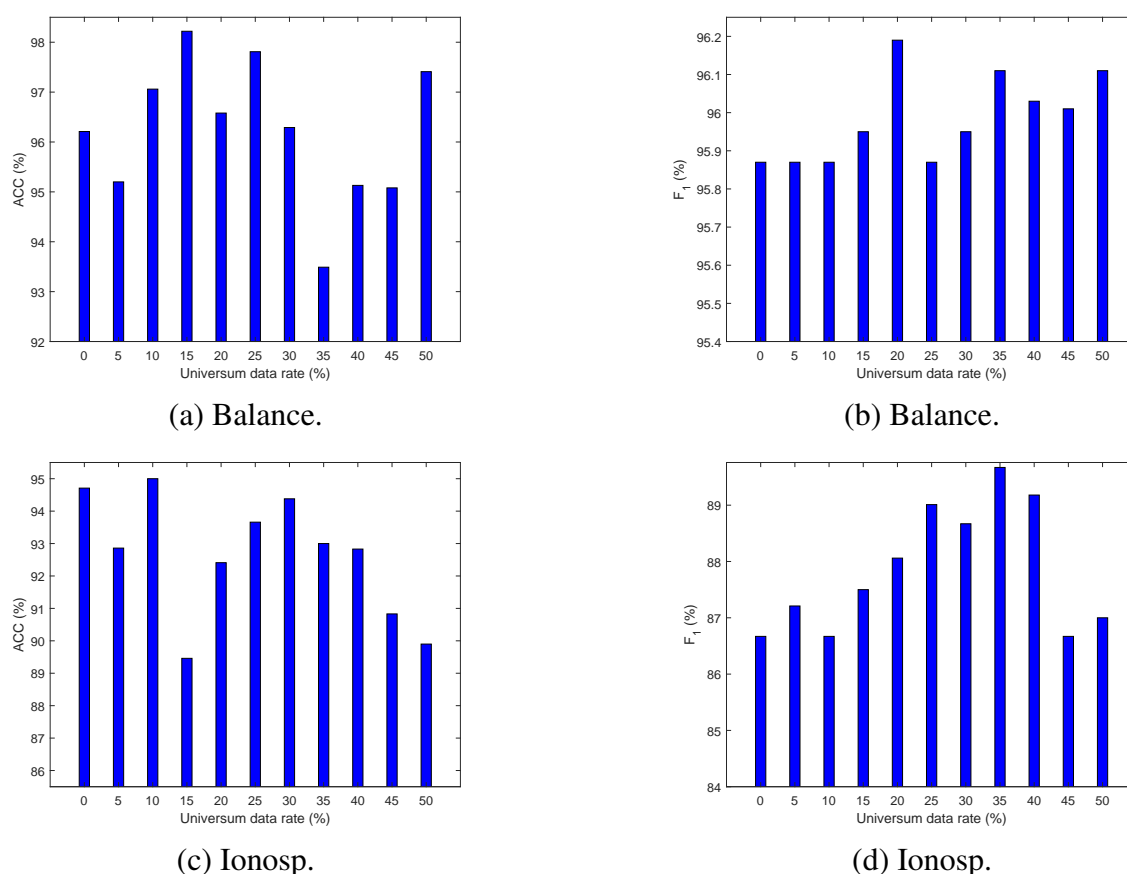 98
97
96
95
94
93
92
ACC (%)
0 5 10 15 20 25 30 35 40 45 50
Universum data rate (%)
(a) Balance.
96.2
96.1
96
95.9
95.8
95.7
95.6
95.5
95.4
F1 (%)
0 5 10 15 20 25 30 35 40 45 50
Universum data rate (%)
(b) Balance.
95
94
93
92
91
90
89
88
87
86
ACC (%)
0 5 10 15 20 25 30 35 40 45 50
Universum data rate (%)
(c) Ionosp.
89
88
87
86
85
84
F1 (%)
0 5 10 15 20 25 30 35 40 45 50
Universum data rate (%)
(d) Ionosp.